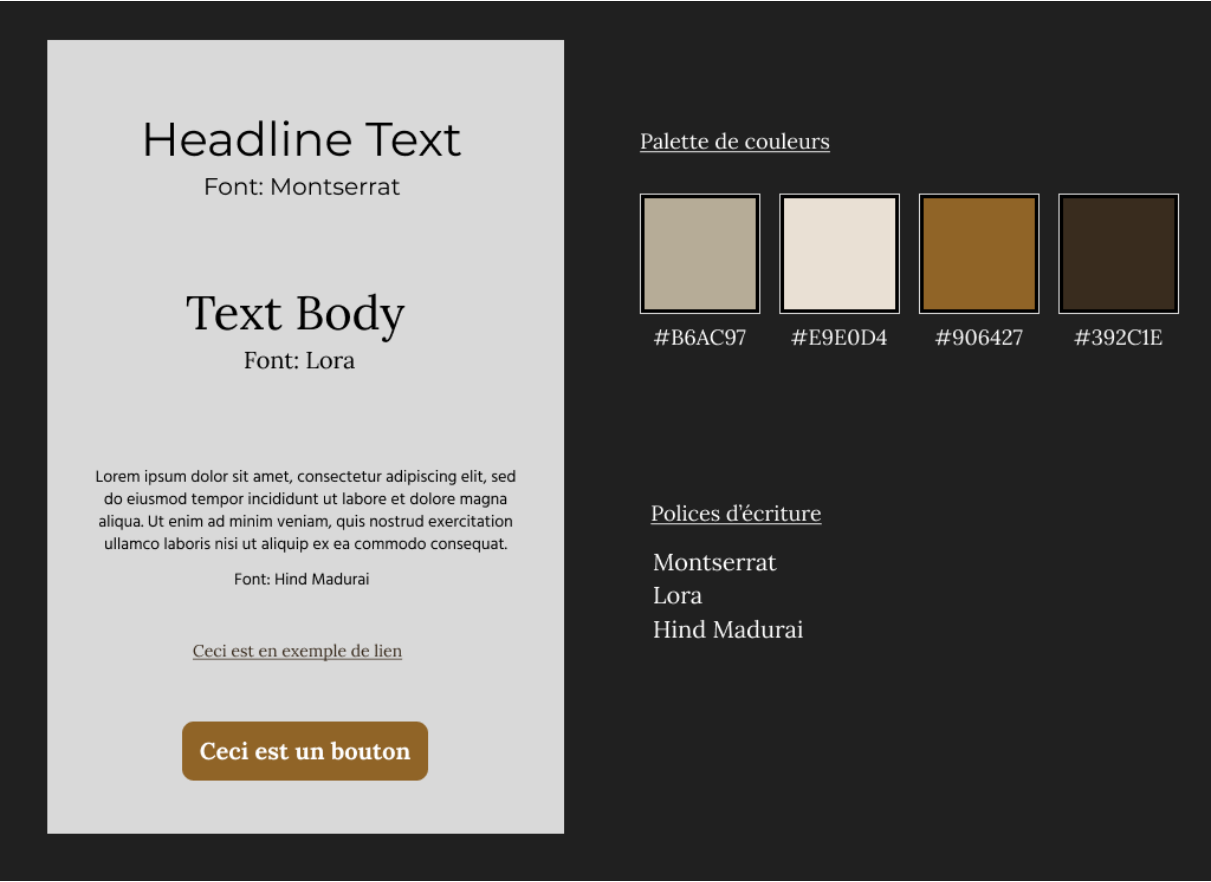 Headline Text
Font: Montserrat
Text Body
Font: Lora
Lorem ipsum dolor sit amet, consectetur adipiscing elit, sed
do eiusmod tempor incididunt ut labore et dolore magna
aliqua. Ut enim ad minim veniam, quis nostrud exercitation
ullamco laboris nisi ut aliquip ex ea commodo consequat.
Font: Hind Madurai
Ceci est en exemple de lien
Ceci est un bouton
Palette de couleurs
#B6AC97 #E9E0D4 #906427 #392C1E
Polices d’écriture
Montserrat
Lora
Hind Madurai